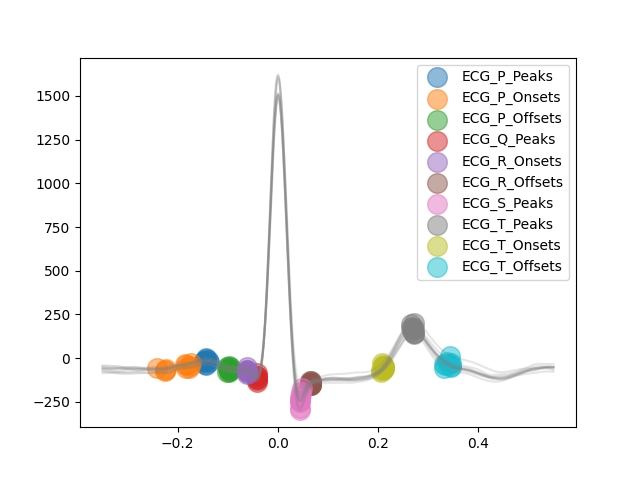 1500
1250
1000
750
500
250
0
−250
−0.2
0.0
0.2
0.4
ECG_P_Peaks
ECG_P_Onsets
ECG_P_Offsets
ECG_Q_Peaks
ECG_R_Onsets
ECG_R_Offsets
ECG_S_Peaks
ECG_T_Peaks
ECG_T_Onsets
ECG_T_Offsets